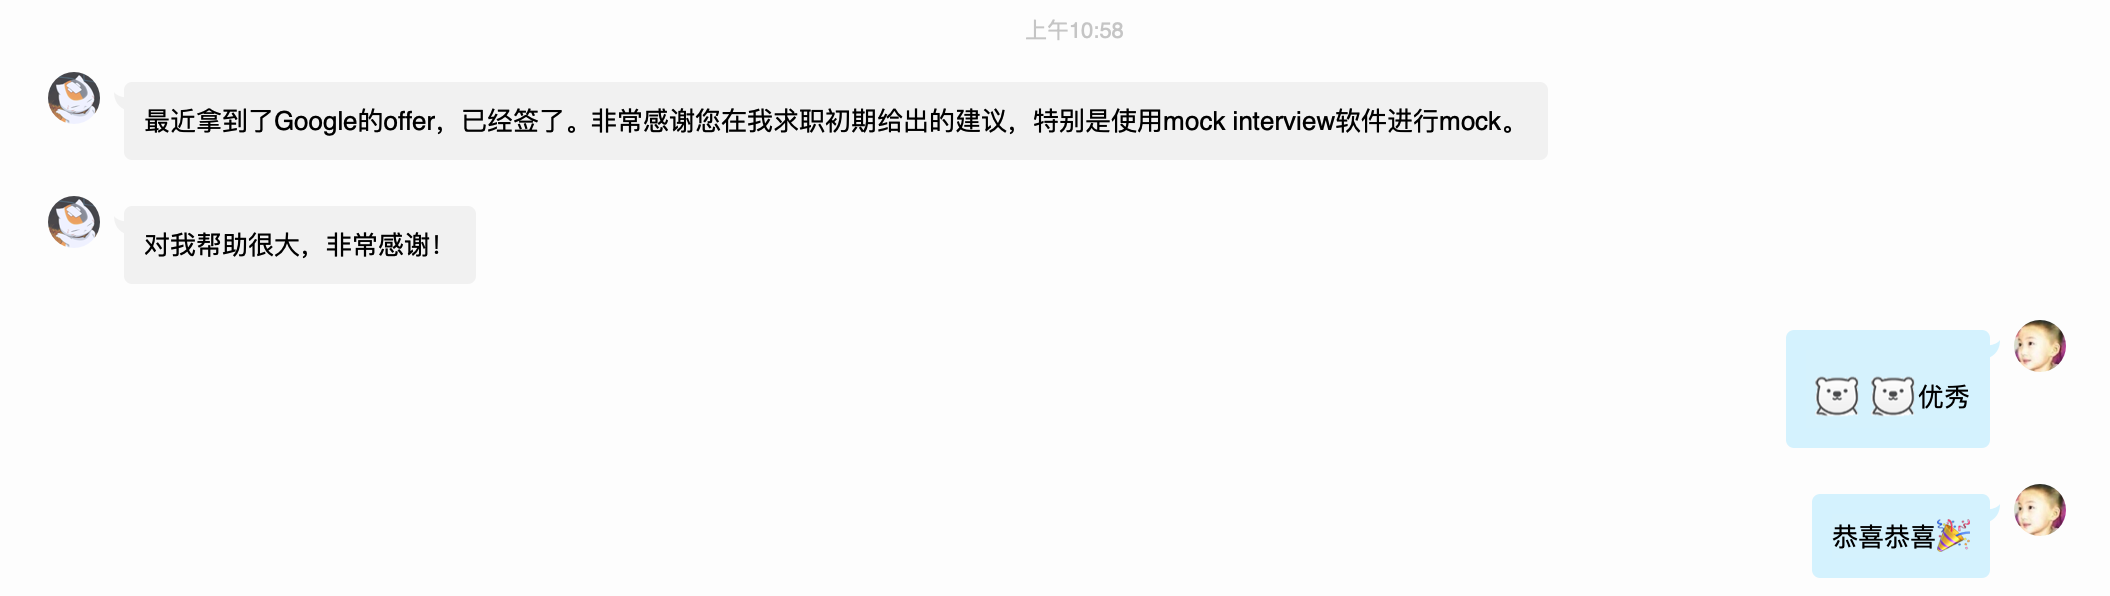 上午10:58
最近拿到了Google的offer，已经签了。非常感谢您在我求职初期给出的建议，特别是使用mock interview软件进行mock。
对我帮助很大，非常感谢！
优秀
恭喜恭喜🎉